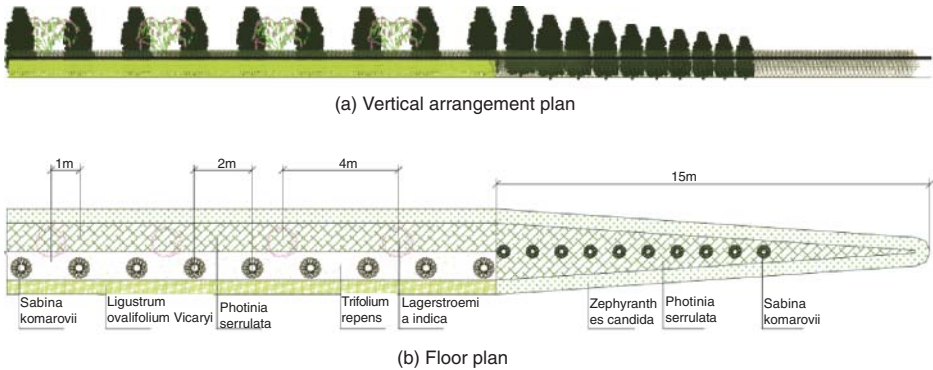 (a) Vertical arrangement plan
1m
2m
4m
15m
Sabina
komarovii
Ligustrum
ovalifolium Vicaryi
Photinia
serrulata
Trifolium
repens
Lagerstroemi
a indica
Zephyranth
es candida
Photinia
serrulata
Sabina
komarovii
(b) Floor plan